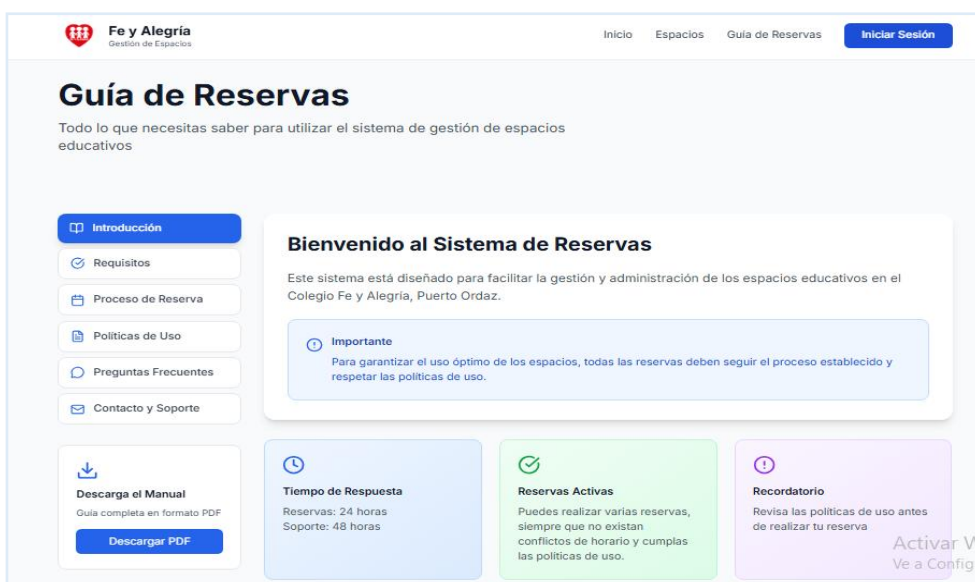 Fe y Alegría
Gestión de Espacios
Inicio Espacios Guía de Reservas Iniciar Sesión
Guía de Reservas
Todo lo que necesitas saber para utilizar el sistema de gestión de espacios
educativos
Introducción
Requisitos
Proceso de Reserva
Políticas de Uso
Preguntas Frecuentes
Contacto y Soporte
Descarga el Manual
Guía completa en formato PDF
Descargar PDF
Bienvenido al Sistema de Reservas
Este sistema está diseñado para facilitar la gestión y administración de los espacios educativos en el
Colegio Fe y Alegría, Puerto Ordaz.
Importante
Para garantizar el uso óptimo de los espacios, todas las reservas deben seguir el proceso establecido y
respetar las políticas de uso.
Tiempo de Respuesta
Reservas: 24 horas
Soporte: 48 horas
Reservas Activas
Puedes realizar varias reservas,
siempre que no existan
conflictos de horario y cumplas
las políticas de uso.
Recordatorio
Revisa las políticas de uso antes
de realizar tu reserva
Activar W
Ve a Config